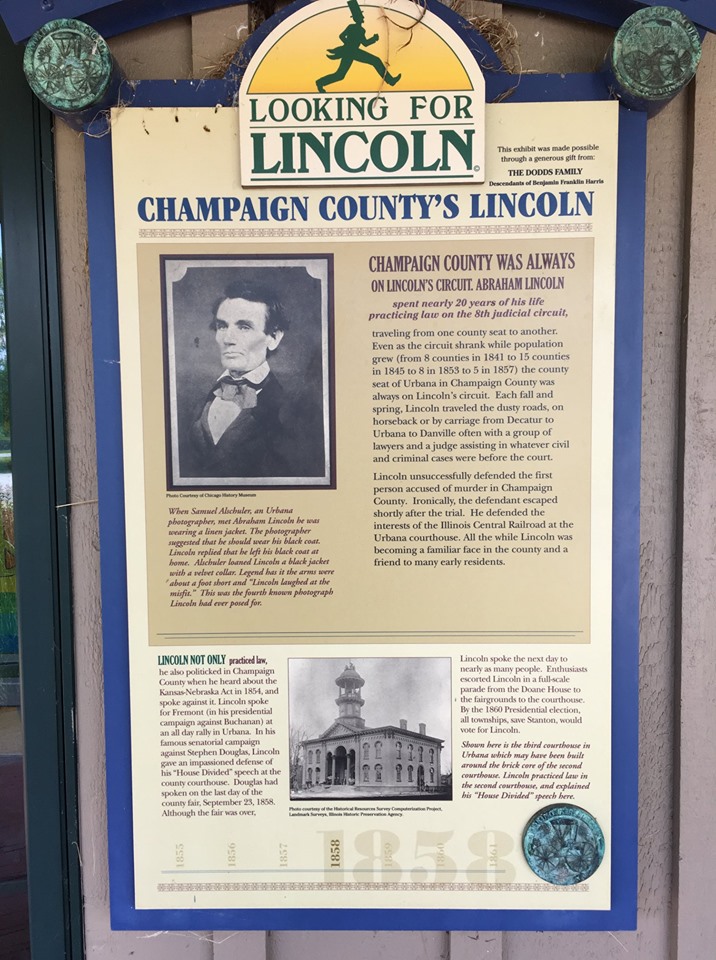 LOOKING FOR
LINCOLN
This exhibit was made possible
through a generous gift from:
THE DODDS FAMILY
Descendants of Benjamin Franklin Harris
CHAMPAIGN COUNTY'S LINCOLN
CHAMPAIGN COUNTY WAS ALWAYS
ON LINCOLN'S CIRCUIT. ABRAHAM LINCOLN
spent nearly 20 years of his life
practicing law on the 8th judicial circuit,
traveling from one county seat to another.
Even as the circuit shrank while population
grew (from 8 counties in 1841 to 15 counties
in 1845 to 8 in 1853 to 5 in 1857) the county
seat of Urbana in Champaign County was
always on Lincoln's circuit. Each fall and
spring, Lincoln traveled the dusty roads, on
horseback or by carriage from Decatur to
Urbana to Danville often with a group of
lawyers and a judge assisting in whatever civil
and criminal cases were before the court.
Lincoln unsuccessfully defended the first
person accused of murder in Champaign
County. Ironically, the defendant escaped
shortly after the trial. He defended the
interests of the Illinois Central Railroad at the
Urbana courthouse. All the while Lincoln was
becoming a familiar face in the county and a
friend to many early residents.
Photo Courtesy of Chicago History Museum
When Samuel Alschuler, an Urbana
photographer, met Abraham Lincoln he was
wearing a linen jacket. The photographer
suggested that he should wear his black coat.
Lincoln replied that he left his black coat at
home. Alschuler loaned Lincoln a black jacket
with a velvet collar. Legend has it the arms were
about a foot short and "Lincoln laughed at the
misfit." This was the fourth known photograph
Lincoln had ever posed for.
LINCOLN NOT ONLY practiced law,
he also politicked in Champaign
County when he heard about the
Kansas-Nebraska Act in 1854, and
spoke against it. Lincoln spoke
for Fremont (in his presidential
campaign against Buchanan) at
an all day rally in Urbana. In his
famous senatorial campaign
against Stephen Douglas, Lincoln
gave an impassioned defense of
his "House Divided" speech at the
county courthouse. Douglas had
spoken on the last day of the
county fair, September 23, 1858.
Although the fair was over,
Photo courtesy of the Historical Resources Survey Computerization Project,
Landmark Surveys, Illinois Historic Preservation Agency.
Lincoln spoke the next day to
nearly as many people. Enthusiasts
escorted Lincoln in a full-scale
parade from the Doane House to
the fairgrounds to the courthouse.
By the 1860 Presidential election,
all townships, save Stanton, would
vote for Lincoln.
Shown here is the third courthouse in
Urbana which may have been built
around the brick core of the second
courthouse. Lincoln practiced law in
the second courthouse, and explained
his "House Divided" speech here.
1855 1856 1857 1858 1859 1860 1861
1858